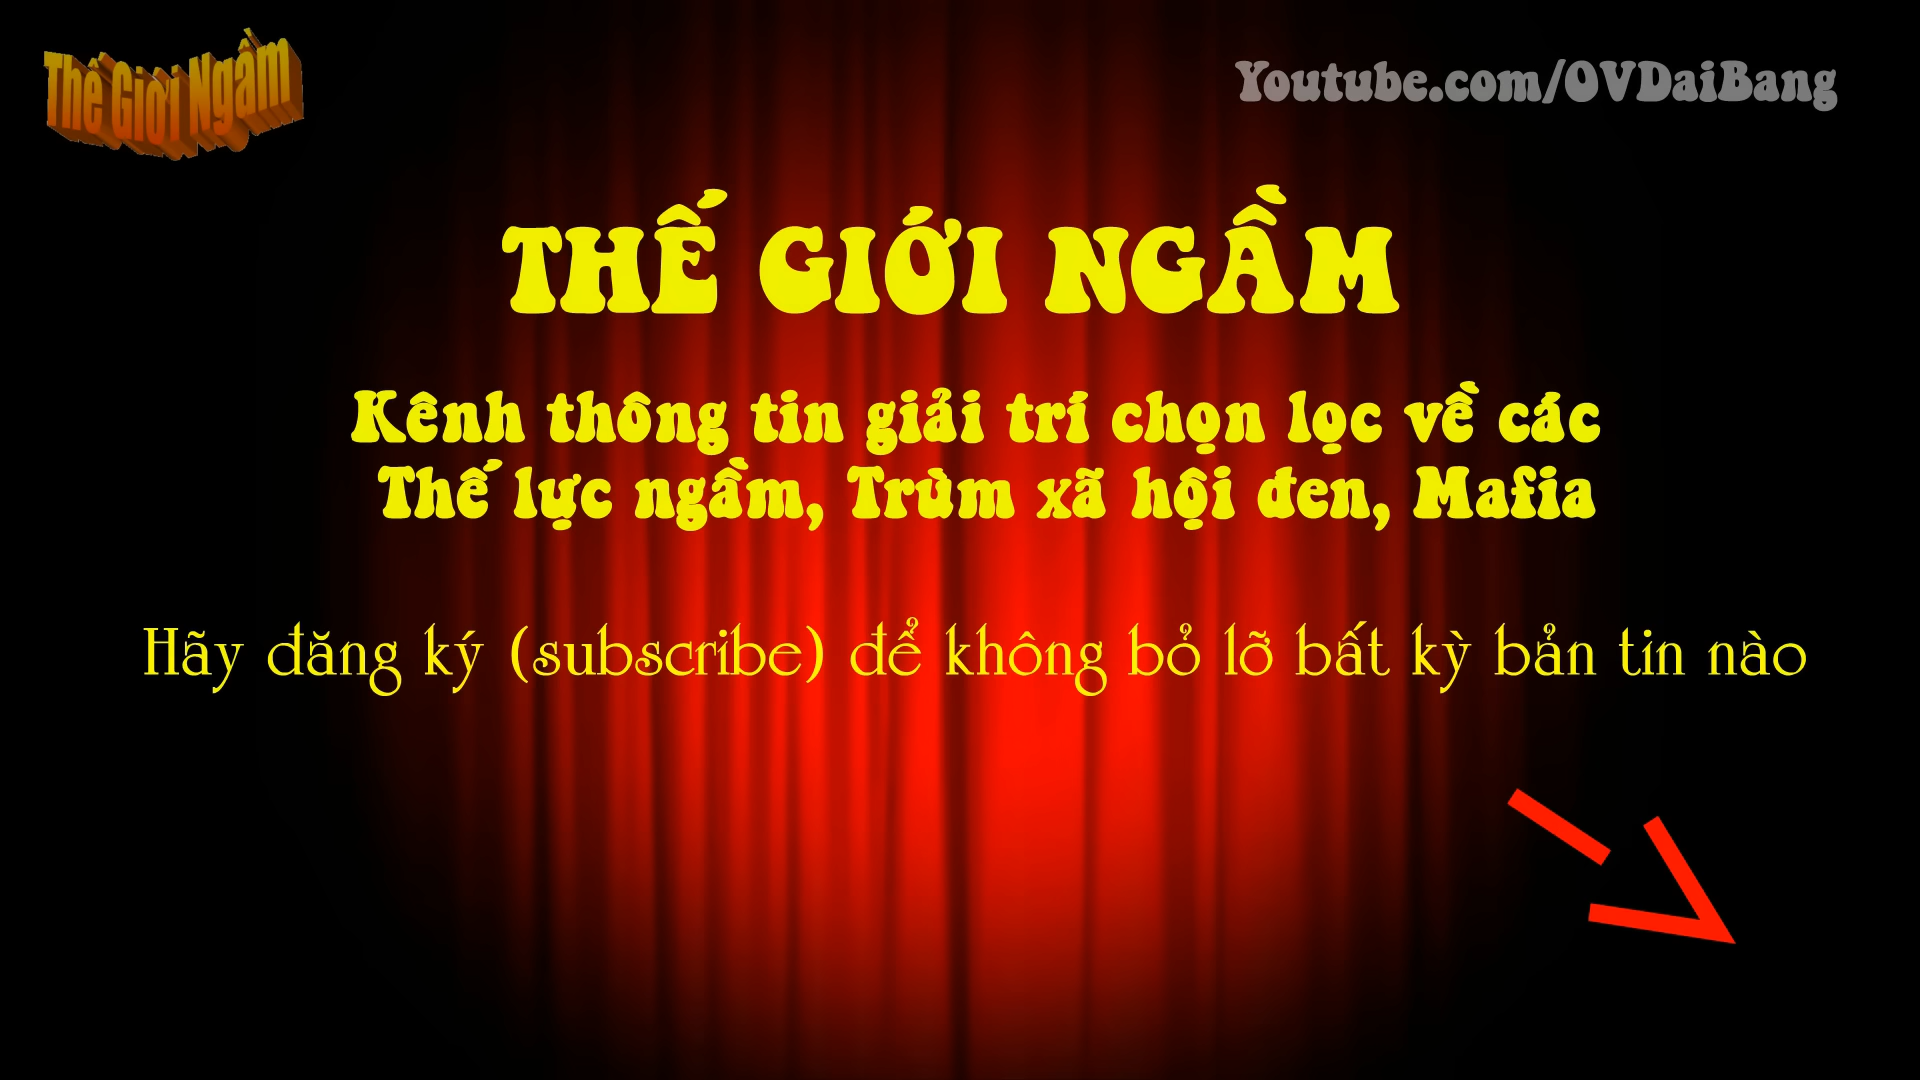 Thế Giới Ngầm
Youtube.com/OVDaiBang
THẾ GIỚI NGẦM
Kênh thông tin giải trí chọn lọc về các
Thế lực ngầm, Trùm xã hội đen, Mafia
Hãy đăng ký (subscribe) để không bỏ lỡ bất kỳ bản tin nào